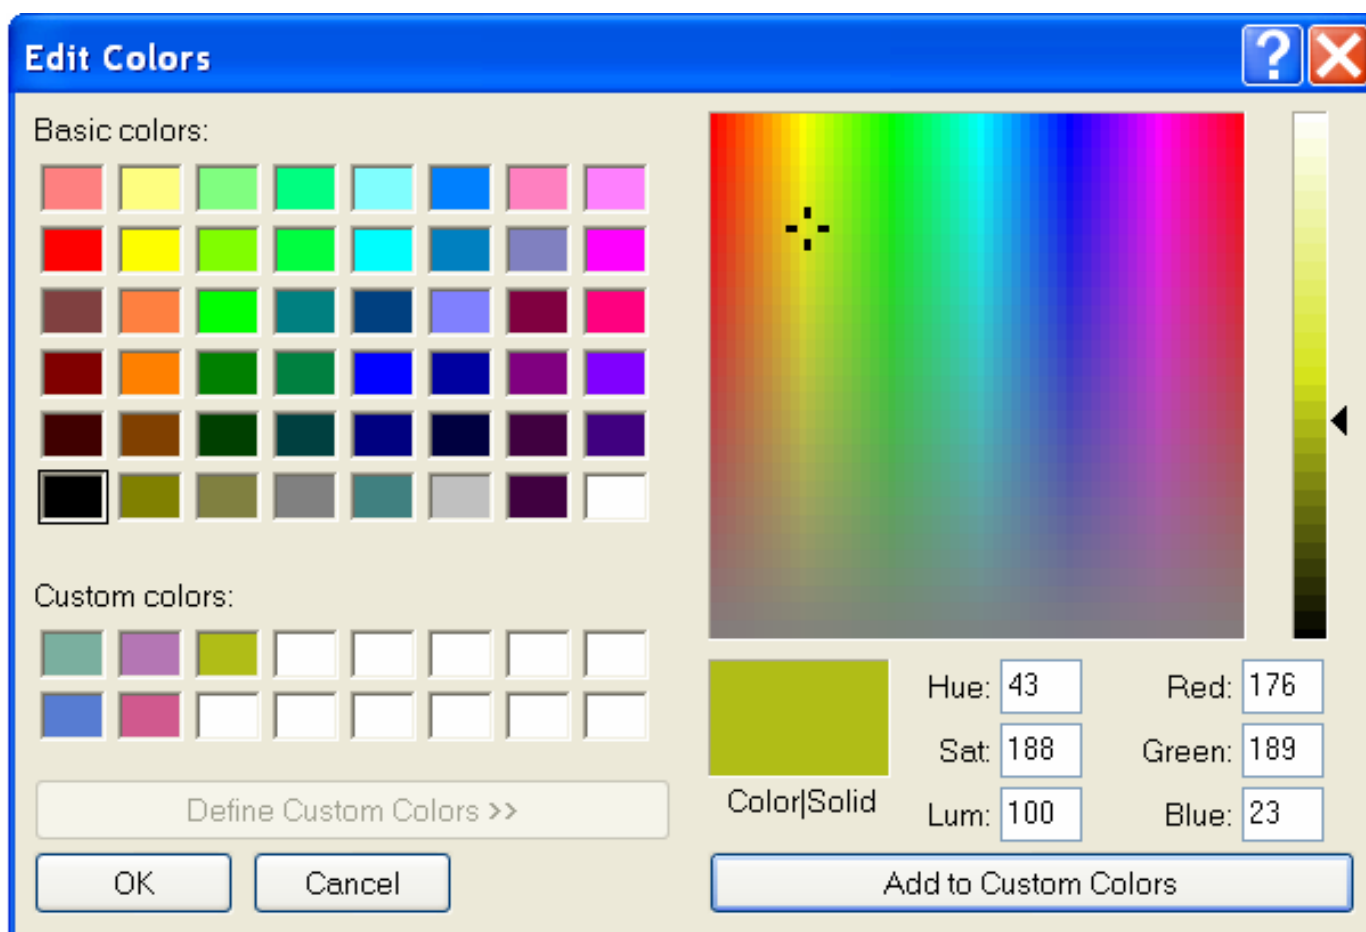 Edit Colors
Basic colors:
Custom colors:
Define Custom Colors >>
OK Cancel
Color|Solid
Hue: 43 Red: 176
Sat: 188 Green: 189
Lum: 100 Blue: 23
Add to Custom Colors